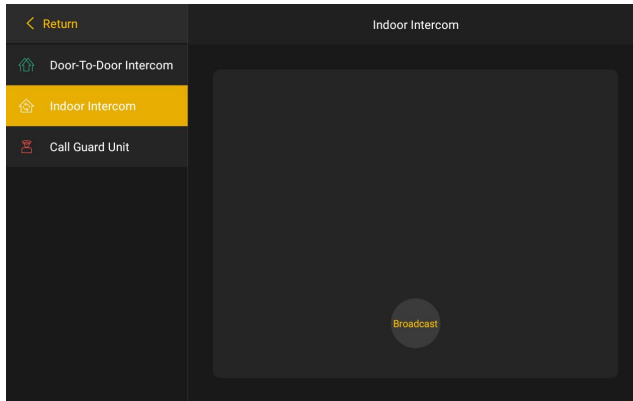 Return
Indoor Intercom
Door-To-Door Intercom
Indoor Intercom
Call Guard Unit
Broadcast